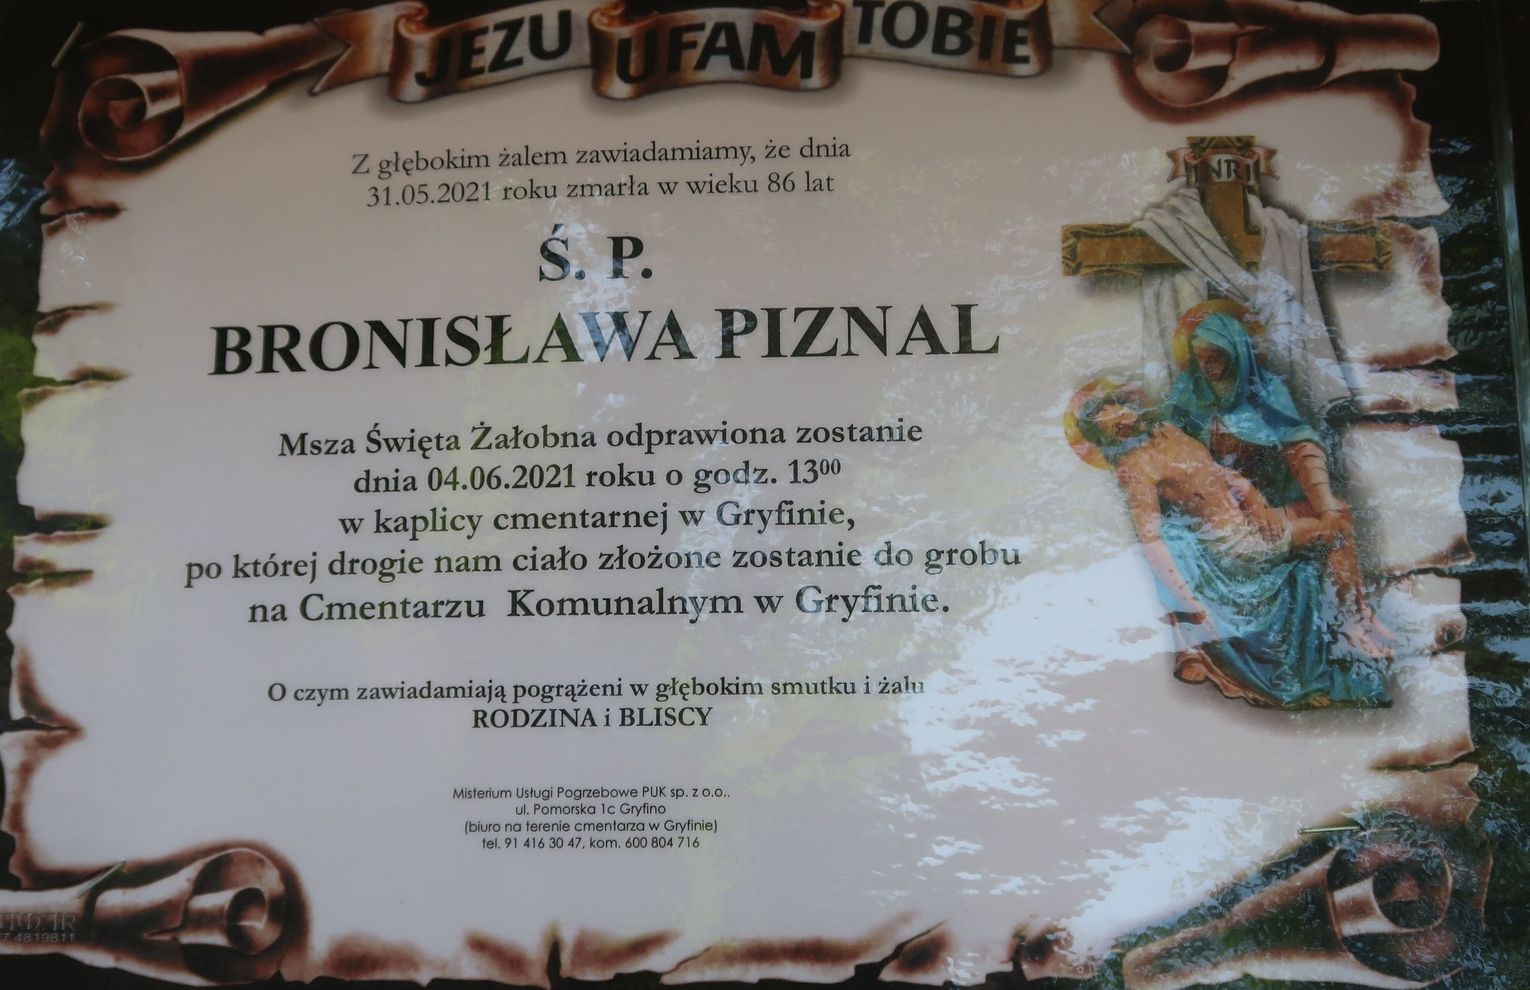 JEZU UFAM TOBIE
INRI
Z głębokim żalem zawiadamiamy, że dnia
31.05.2021 roku zmarła w wieku 86 lat
Ś. P.
BRONISŁAWA PIZNAL
Msza Święta Żałobna odprawiona zostanie
dnia 04.06.2021 roku o godz. 13⁰⁰
w kaplicy cmentarnej w Gryfinie,
po której drogie nam ciało złożone zostanie do grobu
na Cmentarzu Komunalnym w Gryfinie.
O czym zawiadamiają pogrążeni w głębokim smutku i żalu
RODZINA i BLISCY
Misterium Usługi Pogrzebowe PUK sp. z o.o..
ul. Pomorska 1c Gryfino
(biuro na terenie cmentarza w Gryfinie)
tel. 91 416 30 47, kom. 600 804 716